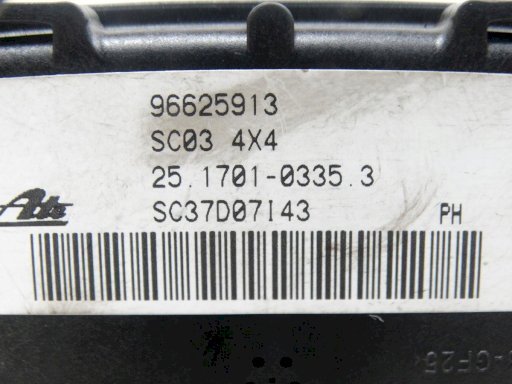 96625913
SC03 4X4
25.1701-0335.3
SC37D07I43
PH
Ate